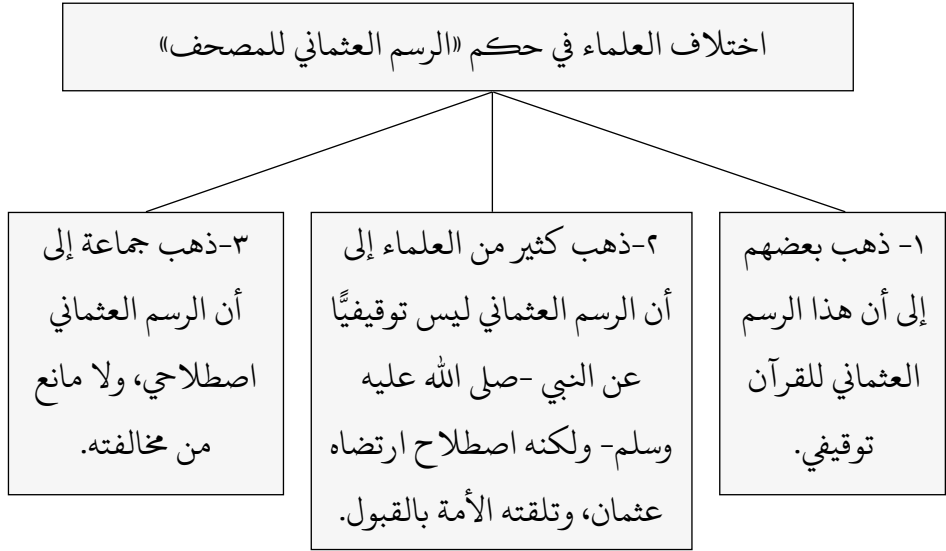 اختلاف العلماء في حكم «الرسم العثماني للمصحف»
١- ذهب بعضهم
إلى أن هذا الرسم
العثماني للقرآن
توقيفي.
٢-ذهب كثير من العلماء إلى
أن الرسم العثماني ليس توقيفيًّا
عن النبي -صلى الله عليه
وسلم- ولكنه اصطلاح ارتضاه
عثمان، وتلقته الأمة بالقبول.
٣-ذهب جماعة إلى
أن الرسم العثماني
اصطلاحي، ولا مانع
من مخالفته.